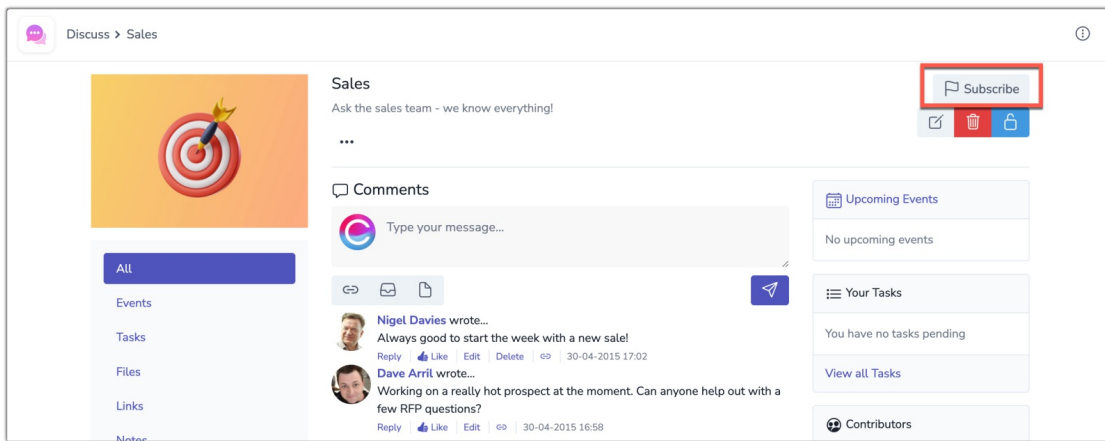 Discuss > Sales
Sales
Subscribe
Ask the sales team - we know everything!
...
Comments
Type your message...
All
Events
Tasks
Files
Links
Notes
Nigel Davies wrote...
Always good to start the week with a new sale!
Reply Like Edit Delete 30-04-2015 17:02
Dave Arril wrote...
Working on a really hot prospect at the moment. Can anyone help out with a
few RFP questions?
Reply Like Edit 30-04-2015 16:58
Upcoming Events
No upcoming events
Your Tasks
You have no tasks pending
View all Tasks
Contributors